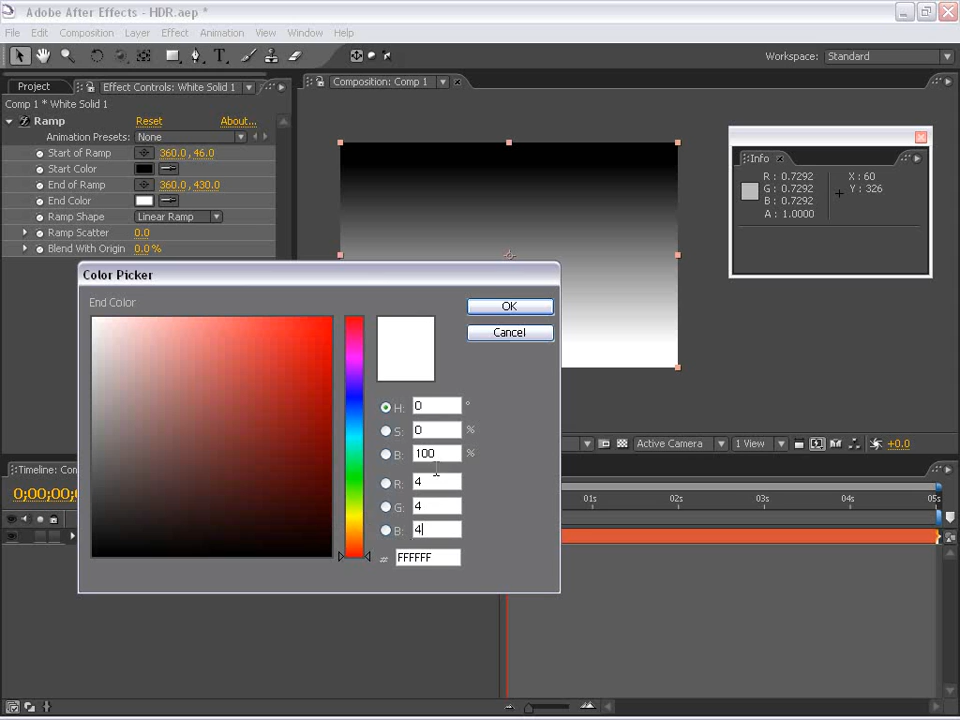 Adobe After Effects - HDR.aep *
File Edit Composition Layer Effect Animation View Window Help
Workspace: Standard
Project Effect Controls: White Solid 1
Composition: Comp 1
Comp 1 * White Solid 1
Ramp Reset About...
Animation Presets: None
Start of Ramp 360.0, 46.0
Start Color
End of Ramp 360.0, 430.0
End Color
Ramp Shape Linear Ramp
Ramp Scatter 0.0
Blend With Origin 0.0 %
Info
R: 0.7292 X: 60
G: 0.7292 Y: 326
B: 0.7292
A: 1.0000
Color Picker
End Color
OK
Cancel
H: 0 °
S: 0 %
B: 100 %
R: 4
G: 4
B: 4
# FFFFFF
Active Camera 1 View +0.0
Timeline: Con
0;00;00;
01s 02s 03s 04s 05s